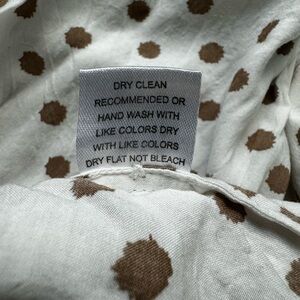 DRY CLEAN
RECOMMENDED OR
HAND WASH WITH
LIKE COLORS DRY
WITH LIKE COLORS
DRY FLAT NOT BLEACH